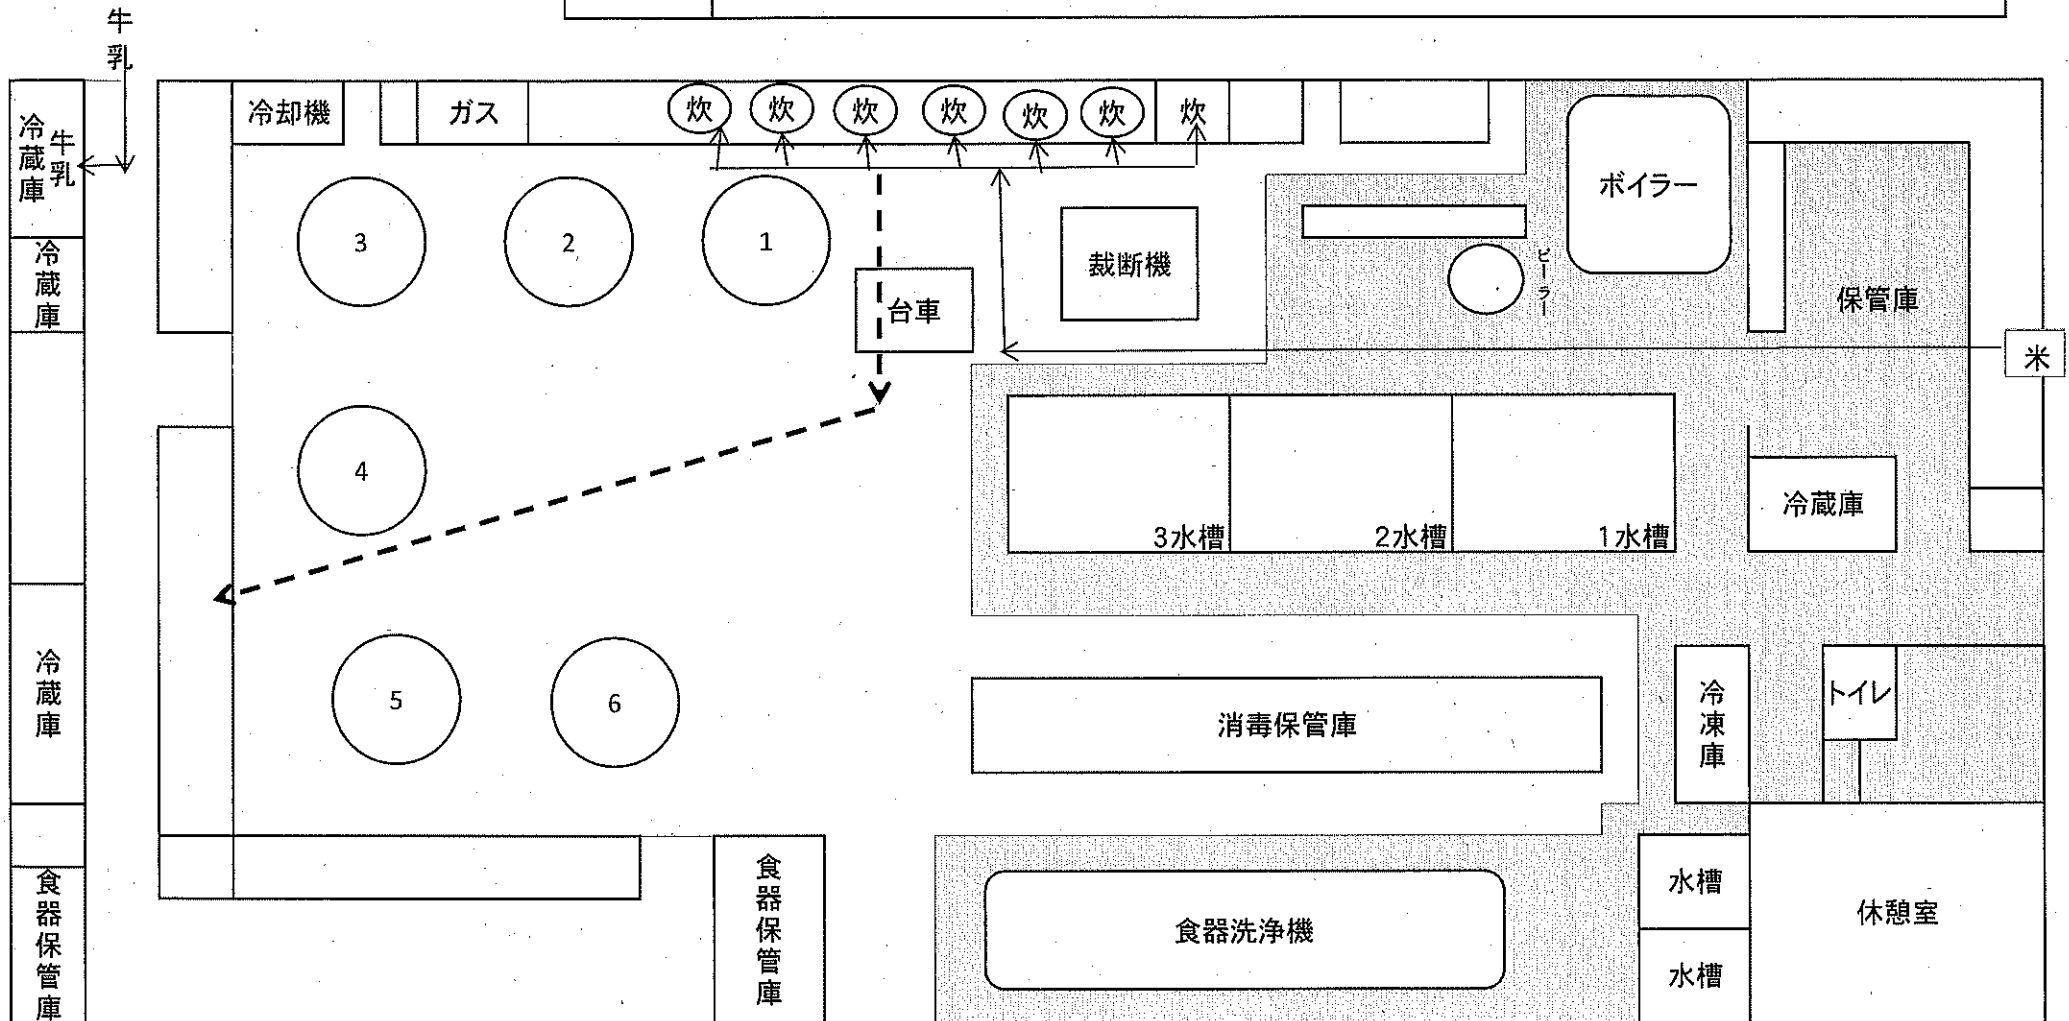 牛乳
冷蔵庫
牛乳
冷却機
ガス
炊
炊
炊
炊
炊
炊
炊
ボイラー
3
2
1
裁断機
ピーラー
保管庫
冷蔵庫
台車
米
4
3水槽
2水槽
1水槽
冷蔵庫
冷蔵庫
5
6
消毒保管庫
冷凍庫
トイレ
食器保管庫
食器保管庫
食器洗浄機
水槽
休憩室
水槽